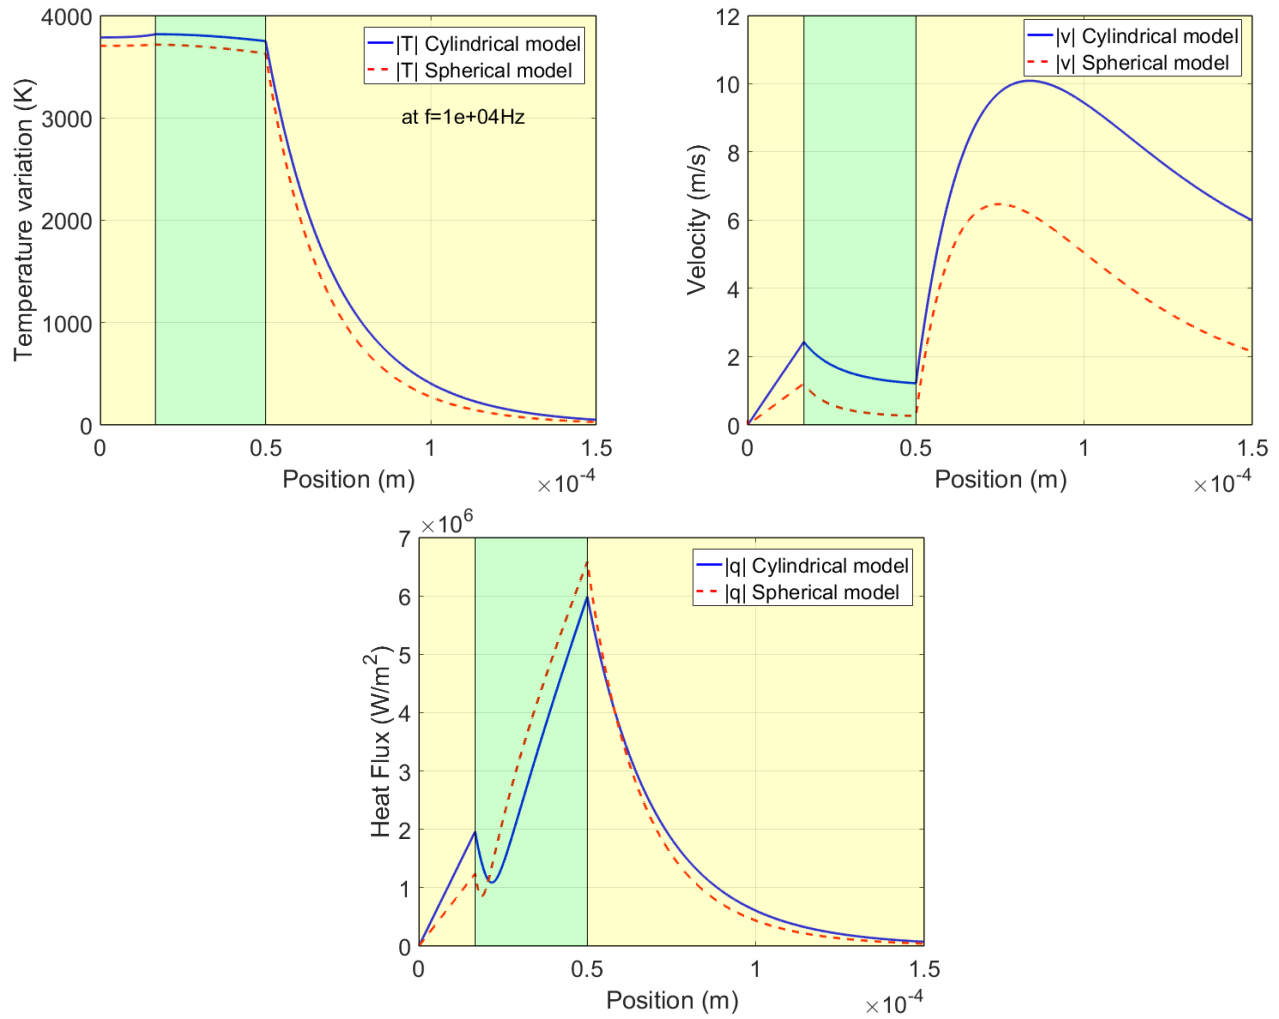 4000
3000
2000
1000
0
Temperature variation (K)
|T| Cylindrical model
|T| Spherical model
at f=1e+04Hz
0 0.5 1 1.5
Position (m)
×10-4
12
10
8
6
4
2
0
Velocity (m/s)
|v| Cylindrical model
|v| Spherical model
0 0.5 1 1.5
Position (m)
×10-4
×106
7
6
5
4
3
2
1
0
Heat Flux (W/m2)
|q| Cylindrical model
|q| Spherical model
0 0.5 1 1.5
Position (m)
×10-4